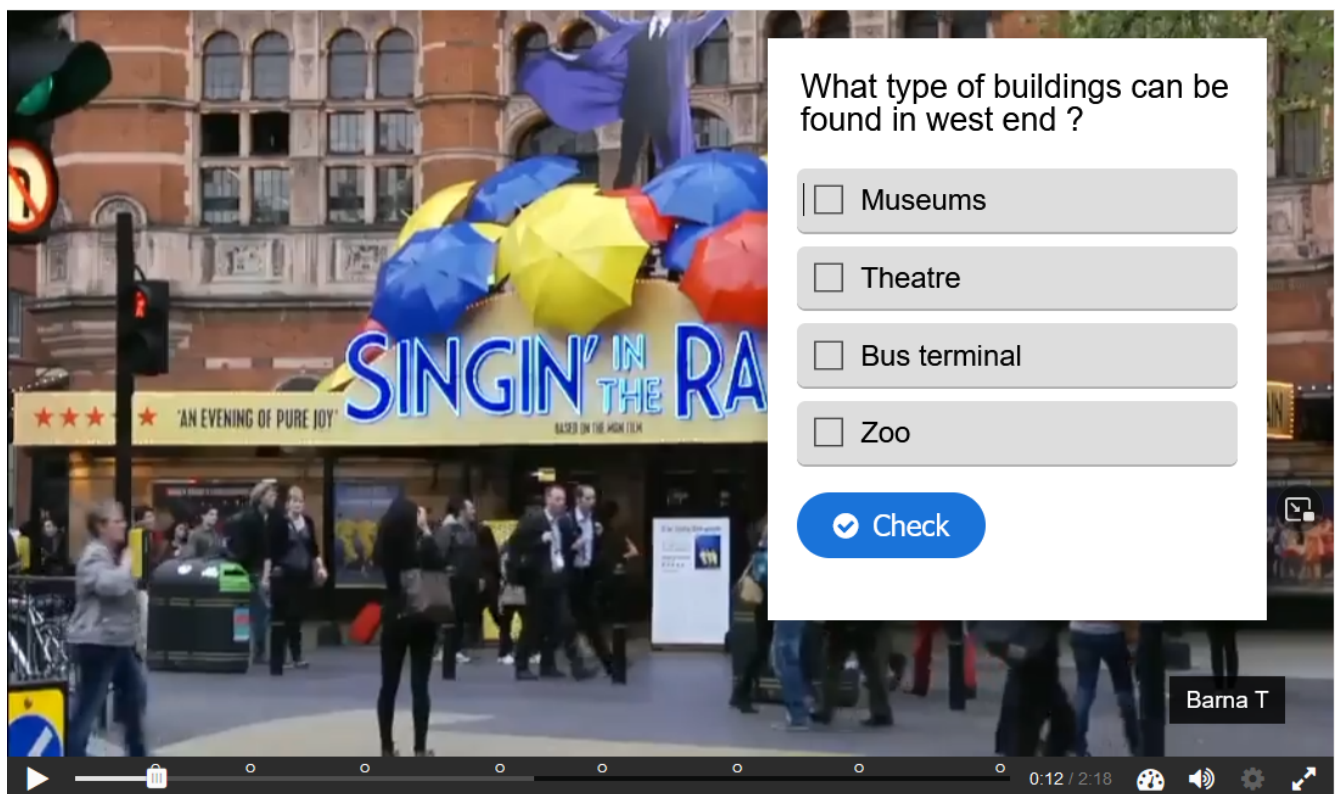 What type of buildings can be
found in west end ?
Museums
Theatre
Bus terminal
Zoo
Check
SINGIN' IN
THE RA
★★★★ 'AN EVENING OF PURE JOY'
BASED ON THE MGM FILM
AIN
Barna T
0:12 / 2:18